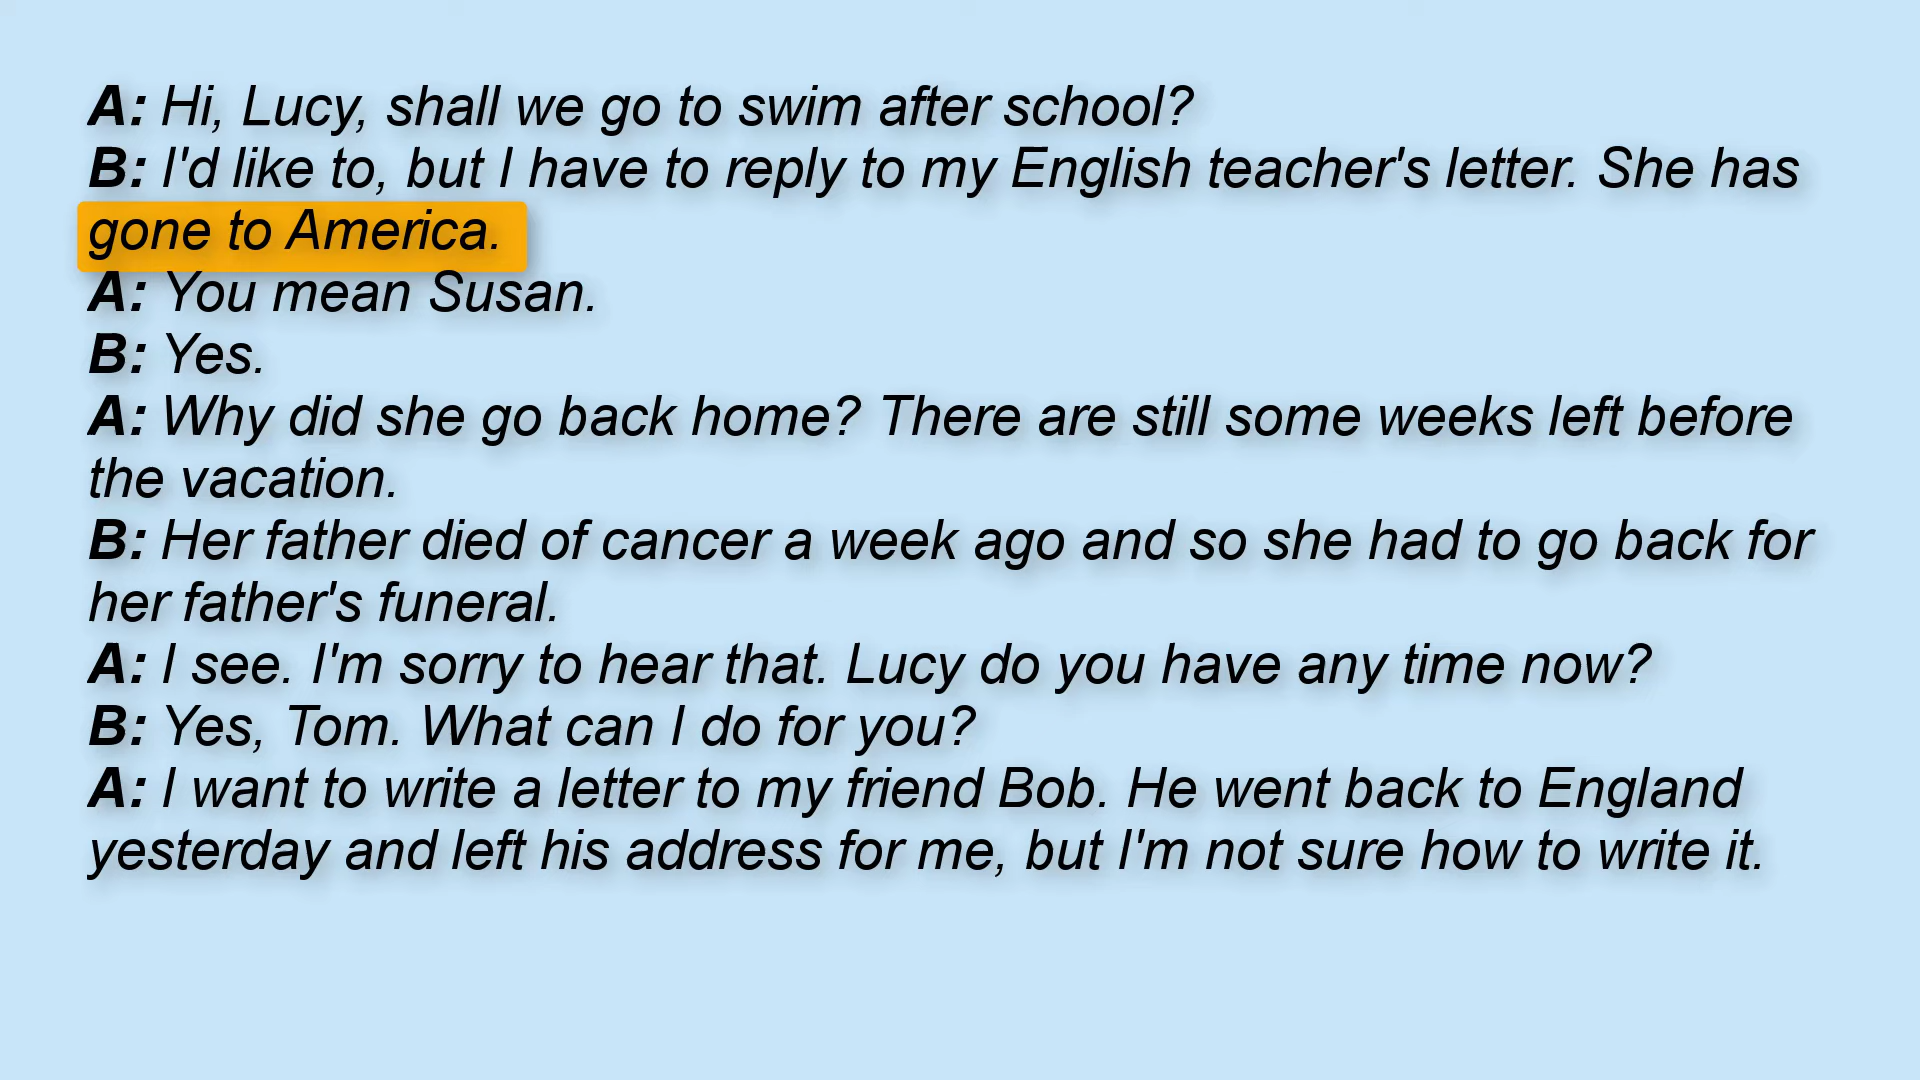 A: Hi, Lucy, shall we go to swim after school?
B: I'd like to, but I have to reply to my English teacher's letter. She has
gone to America.
A: You mean Susan.
B: Yes.
A: Why did she go back home? There are still some weeks left before
the vacation.
B: Her father died of cancer a week ago and so she had to go back for
her father's funeral.
A: I see. I'm sorry to hear that. Lucy do you have any time now?
B: Yes, Tom. What can I do for you?
A: I want to write a letter to my friend Bob. He went back to England
yesterday and left his address for me, but I'm not sure how to write it.